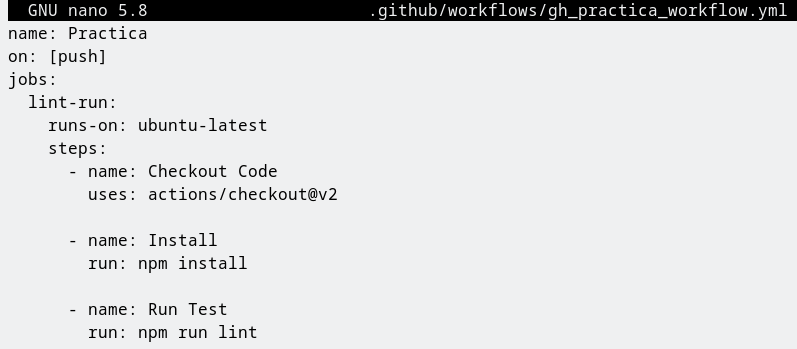 GNU nano 5.8 .github/workflows/gh_practica_workflow.yml
name: Practica
on: [push]
jobs:
  lint-run:
    runs-on: ubuntu-latest
    steps:
      - name: Checkout Code
        uses: actions/checkout@v2

      - name: Install
        run: npm install

      - name: Run Test
        run: npm run lint